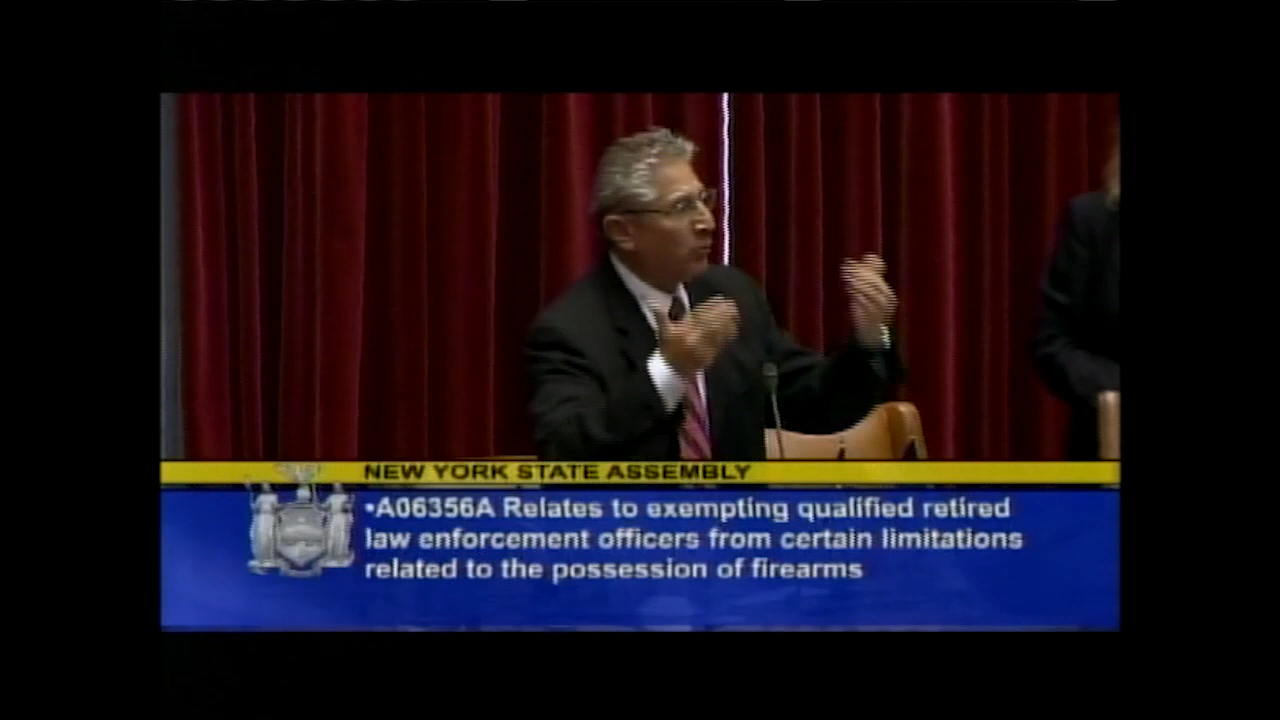 NEW YORK STATE ASSEMBLY
•A06356A Relates to exempting qualified retired
law enforcement officers from certain limitations
related to the possession of firearms